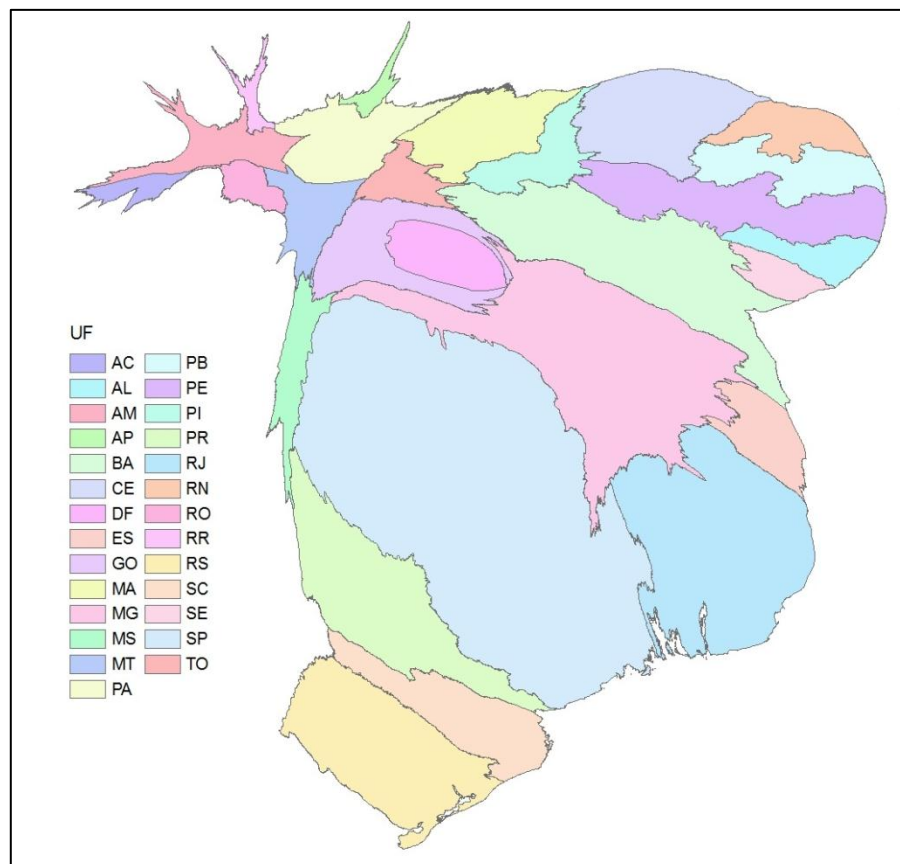 UF
AC PB
AL PE
AM PI
AP PR
BA RJ
CE RN
DF RO
ES RR
GO RS
MA SC
MG SE
MS SP
MT TO
PA